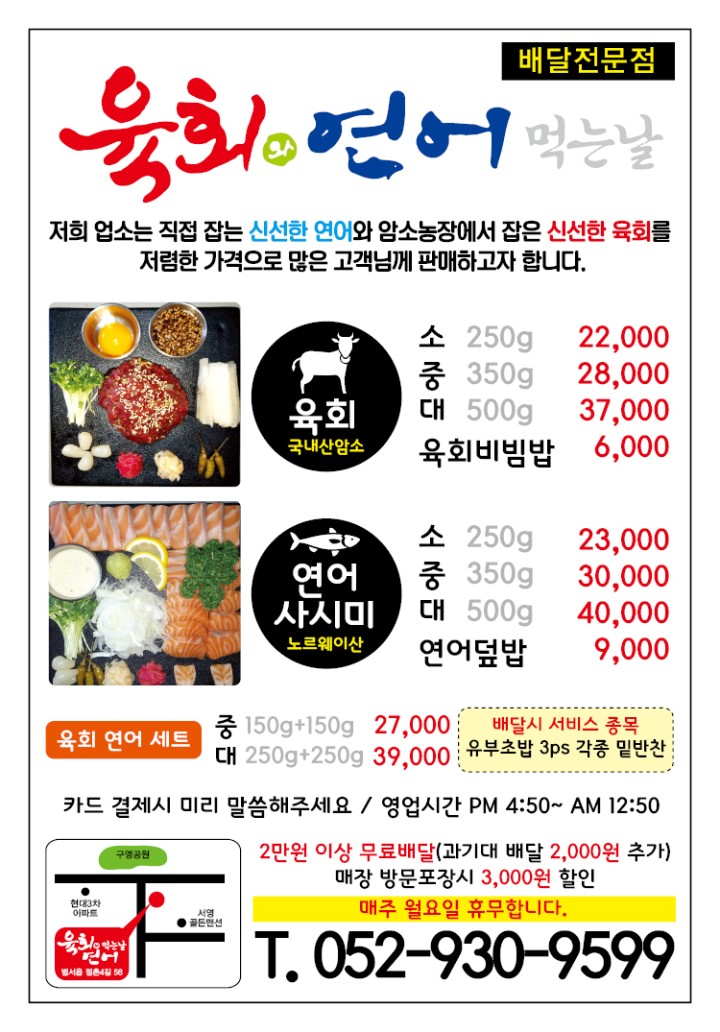 배달전문점
육회와 연어 먹는날
저희 업소는 직접 잡는 신선한 연어와 암소농장에서 잡은 신선한 육회를
저렴한 가격으로 많은 고객님께 판매하고자 합니다.
육회
국내산암소
소 250g 22,000
중 350g 28,000
대 500g 37,000
육회비빔밥 6,000
연어
사시미
노르웨이산
소 250g 23,000
중 350g 30,000
대 500g 40,000
연어덮밥 9,000
육회 연어 세트
중 150g+150g 27,000
대 250g+250g 39,000
배달시 서비스 종목
유부초밥 3ps 각종 밑반찬
카드 결제시 미리 말씀해주세요 / 영업시간 PM 4:50~ AM 12:50
구영공원
현대3차
아파트
서영
골든맨션
육회와 연어 먹는날
범서읍 점촌4길 56
2만원 이상 무료배달(과기대 배달 2,000원 추가)
매장 방문포장시 3,000원 할인
매주 월요일 휴무합니다.
T. 052-930-9599